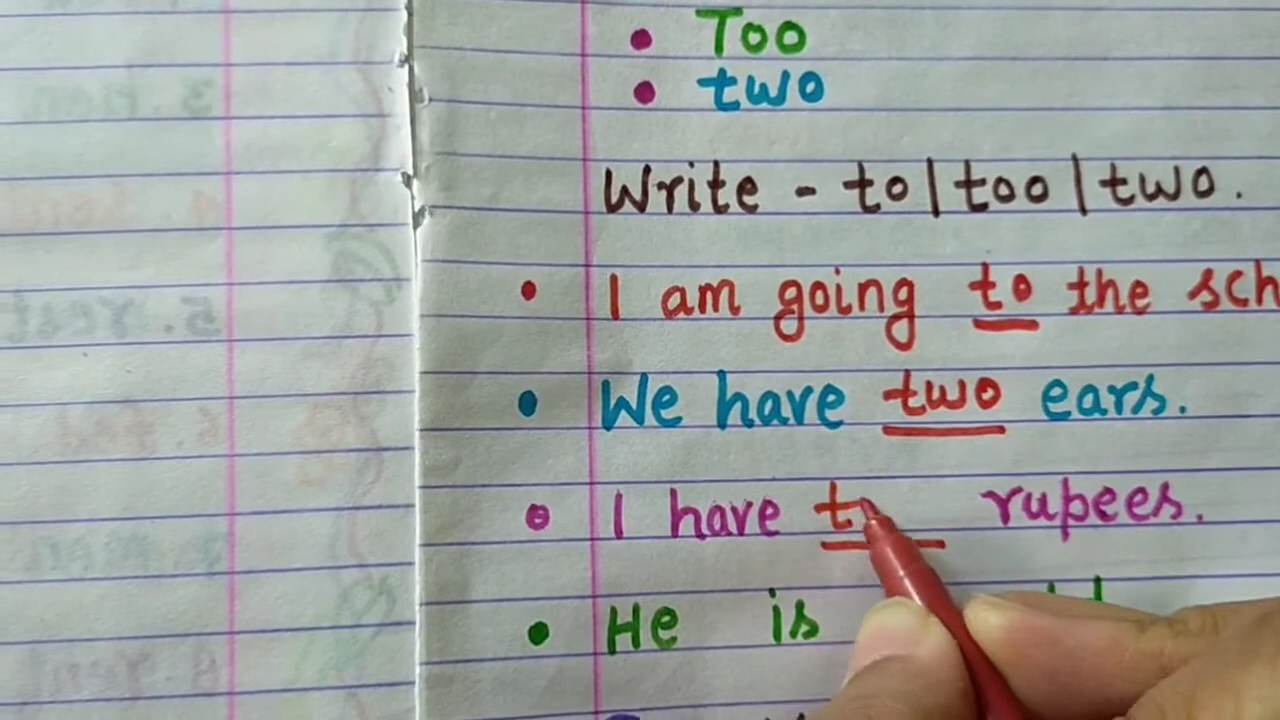 Too
two
Write - to/too/two.
I am going to the sch
We have two ears.
I have t rupees.
He is